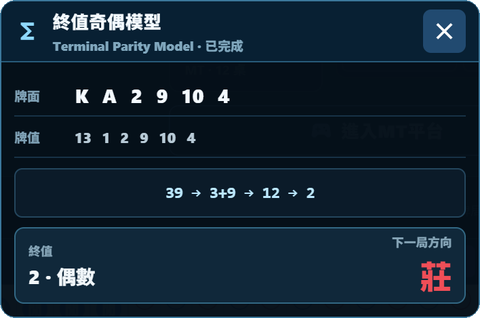 Σ 終值奇偶模型
Terminal Parity Model · 已完成
牌面 K A 2 9 10 4
牌值 13 1 2 9 10 4
39 → 3+9 → 12 → 2
終值
2 · 偶數
下一局方向
莊